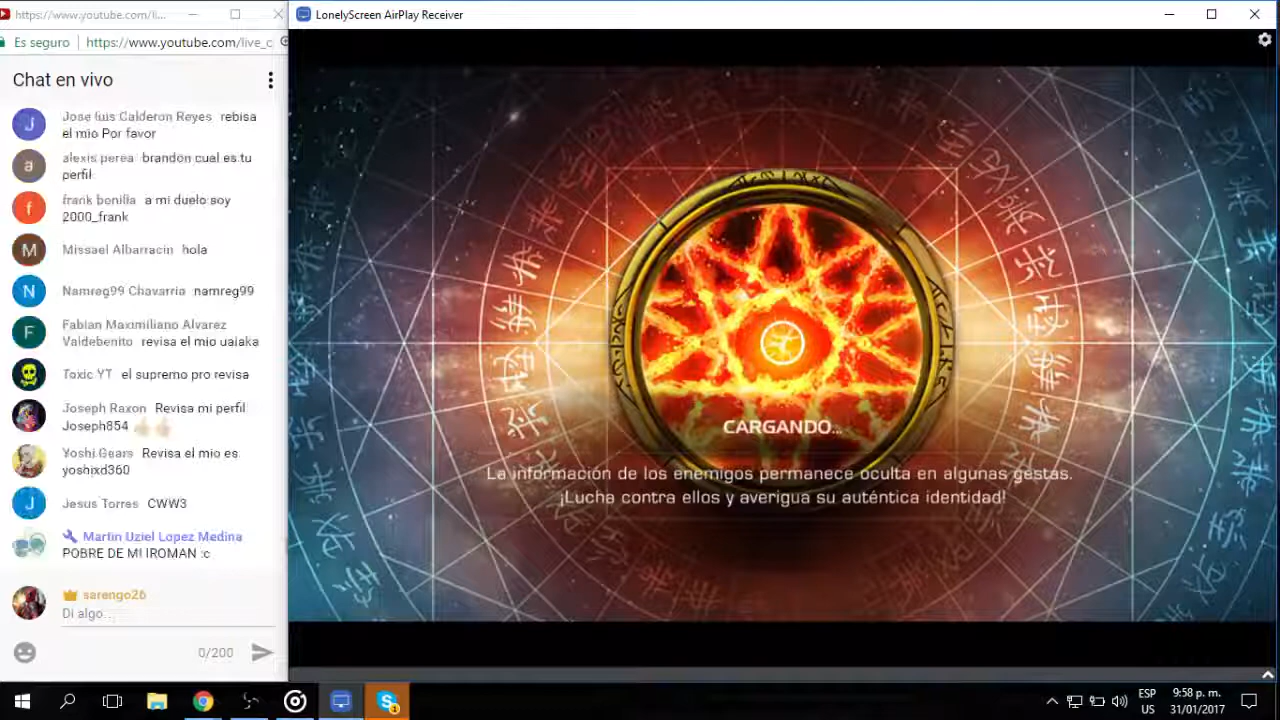 https://www.youtube.com/li...
Es seguro
https://www.youtube.com/live_c
Chat en vivo
Jose luis Calderon Reyes rebisa
el mio Por favor
alexis perea brandon cual es tu
perfil
frank bonilla a mi duelo soy
2000_frank
Missael Albarracin hola
Namreg99 Chavarria namreg99
Fabian Maximiliano Alvarez
Valdebenito revisa el mio uaiaka
Toxic YT el supremo pro revisa
Joseph Raxon Revisa mi perfil
Joseph854
Yoshi Gears Revisa el mio es
yoshixd360
Jesus Torres CWW3
Martin Uziel Lopez Medina
POBRE DE MI IROMAN :c
sarengo26
Di algo...
0/200
LonelyScreen AirPlay Receiver
CARGANDO...
La información de los enemigos permanece oculta en algunas gestas.
¡Lucha contra ellos y averigua su auténtica identidad!
ESP
US
9:58 p. m.
31/01/2017